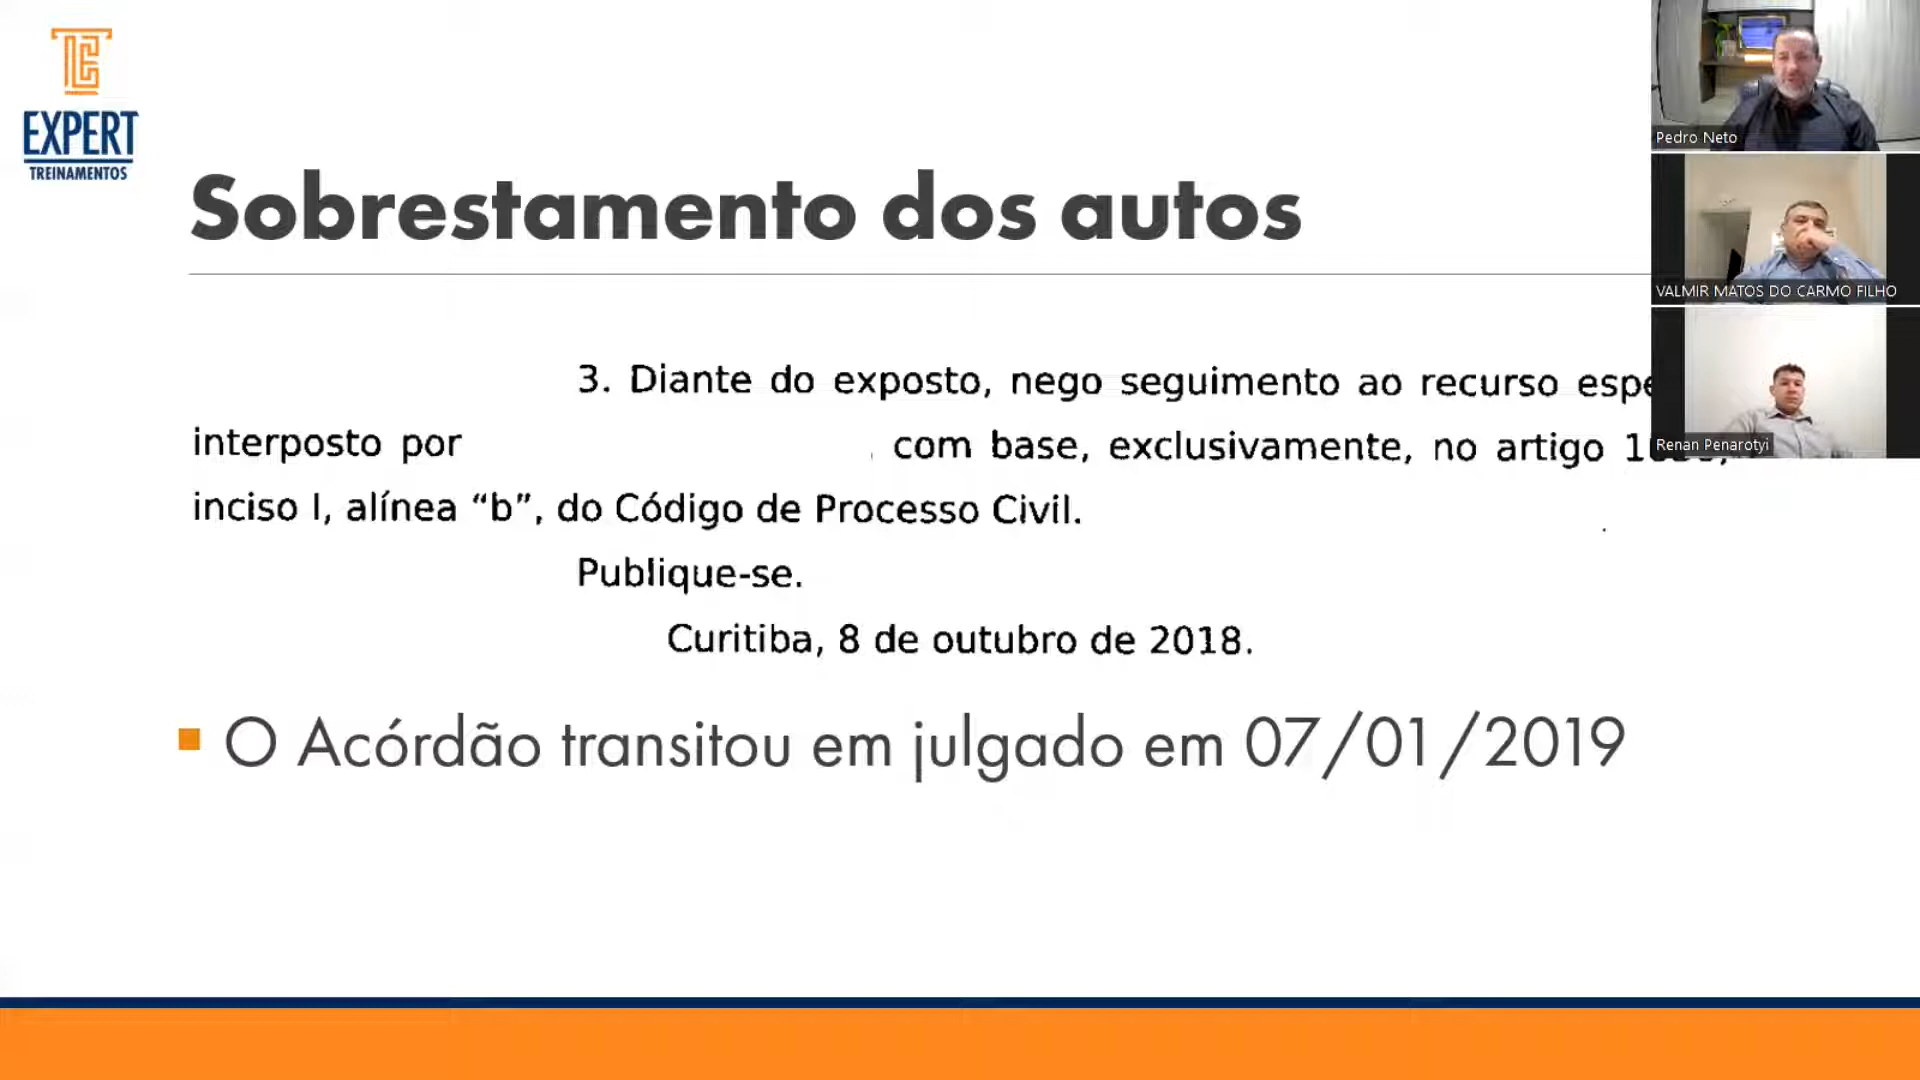 EXPERT
TREINAMENTOS
Sobrestamento dos autos
3. Diante do exposto, nego seguimento ao recurso
interposto por com base, exclusivamente, no artigo
inciso I, alínea “b”, do Código de Processo Civil.
Publique-se.
Curitiba, 8 de outubro de 2018.
O Acórdão transitou em julgado em 07/01/2019
Pedro Neto
VALMIR MATOS DO CARMO FILHO
Renan Penarotyi